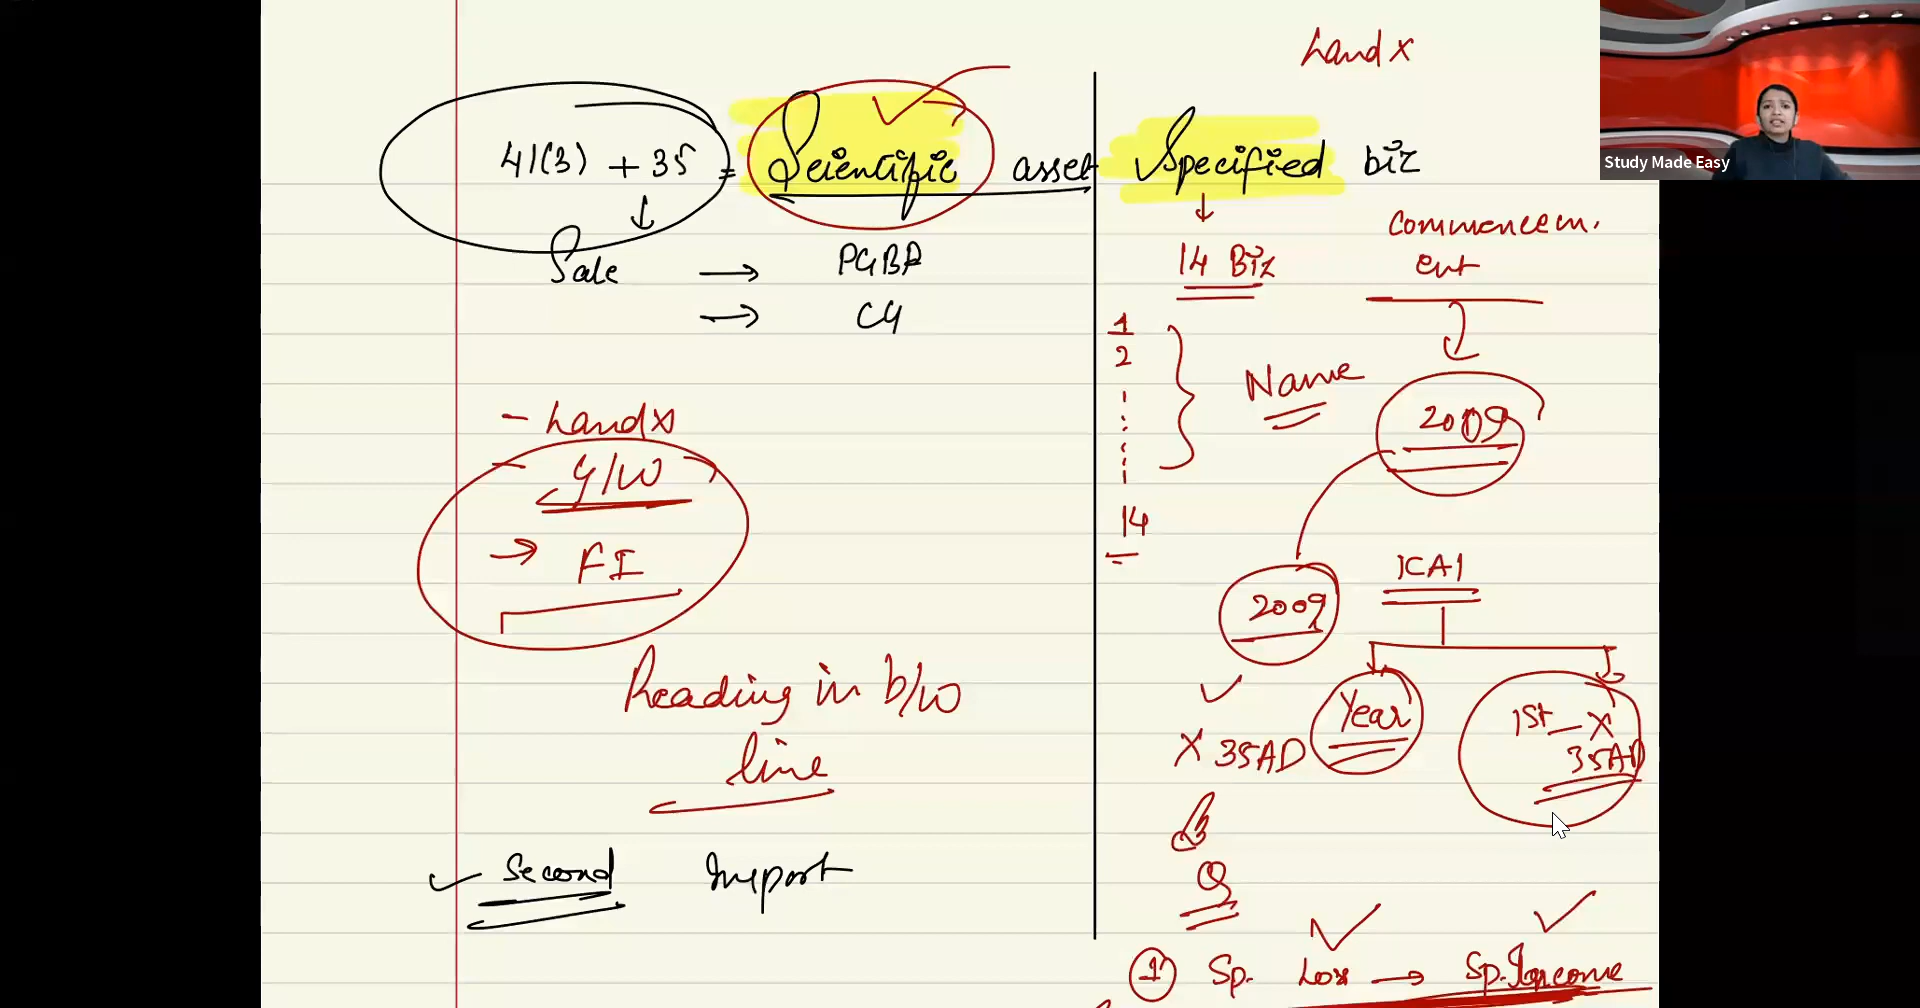 Land x
Study Made Easy
41(3) + 35 = Scientific asset
Sale → PGBP
→ CG
- Land x
- G/W
→ FI
Reading in b/w
line
✓ Second Import
Specified biz
↓
14 Biz
1
2
14
Name
Commencem.
ent
2009
2009
✓
X 35AD
ICAI
Year
1st - X
35AD
Q
① Sp. Loss → Sp. Income